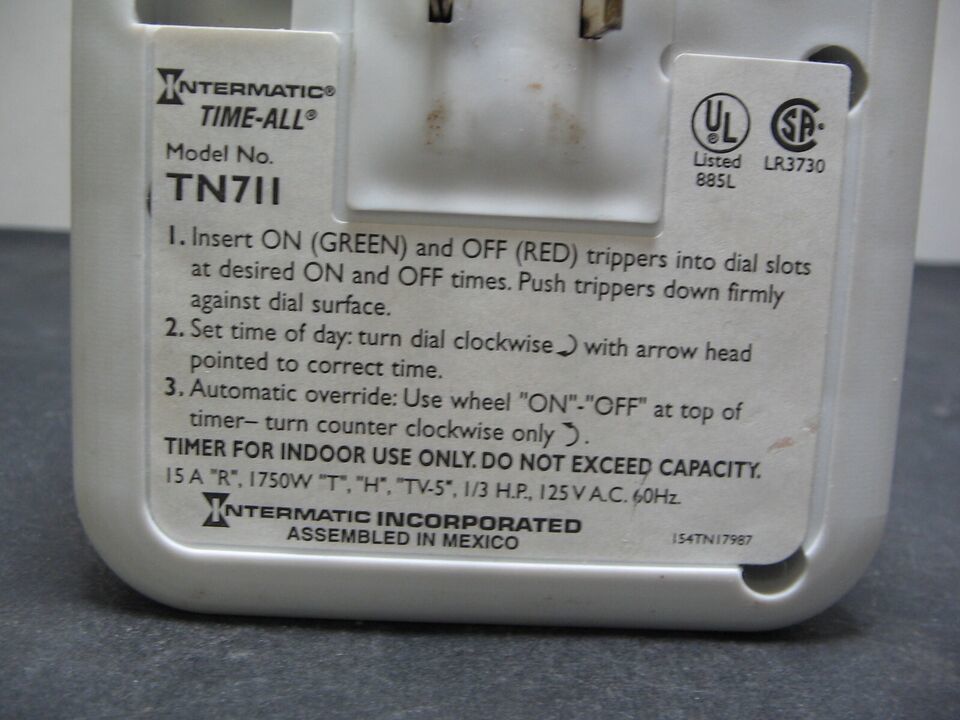 INTERMATIC®
TIME-ALL®
Model No.
TN711
UL ®
Listed
885L
SA®
LR3730
1. Insert ON (GREEN) and OFF (RED) trippers into dial slots
at desired ON and OFF times. Push trippers down firmly
against dial surface.
2. Set time of day: turn dial clockwise with arrow head
pointed to correct time.
3. Automatic override: Use wheel "ON"-"OFF" at top of
timer– turn counter clockwise only .
TIMER FOR INDOOR USE ONLY. DO NOT EXCEED CAPACITY.
15 A "R", 1750W "T", "H", "TV-5", 1/3 H.P., 125 V A.C. 60Hz.
INTERMATIC INCORPORATED
ASSEMBLED IN MEXICO
154TN17987